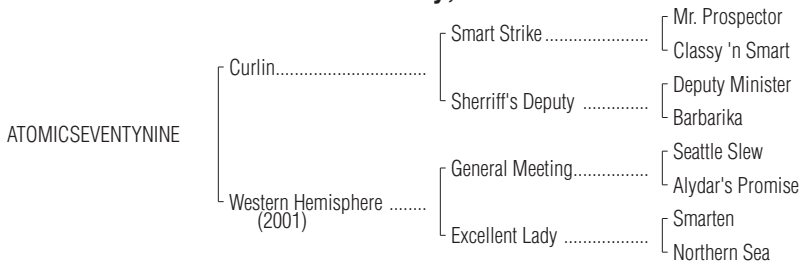 Mr. Prospector
Smart Strike .......................
Classy 'n Smart
Curlin.................................
Deputy Minister
Sherriff's Deputy ..............
Barbarika
ATOMICSEVENTYNINE
Seattle Slew
General Meeting.................
Alydar's Promise
Western Hemisphere ........
(2001)
Smarten
Excellent Lady ...................
Northern Sea